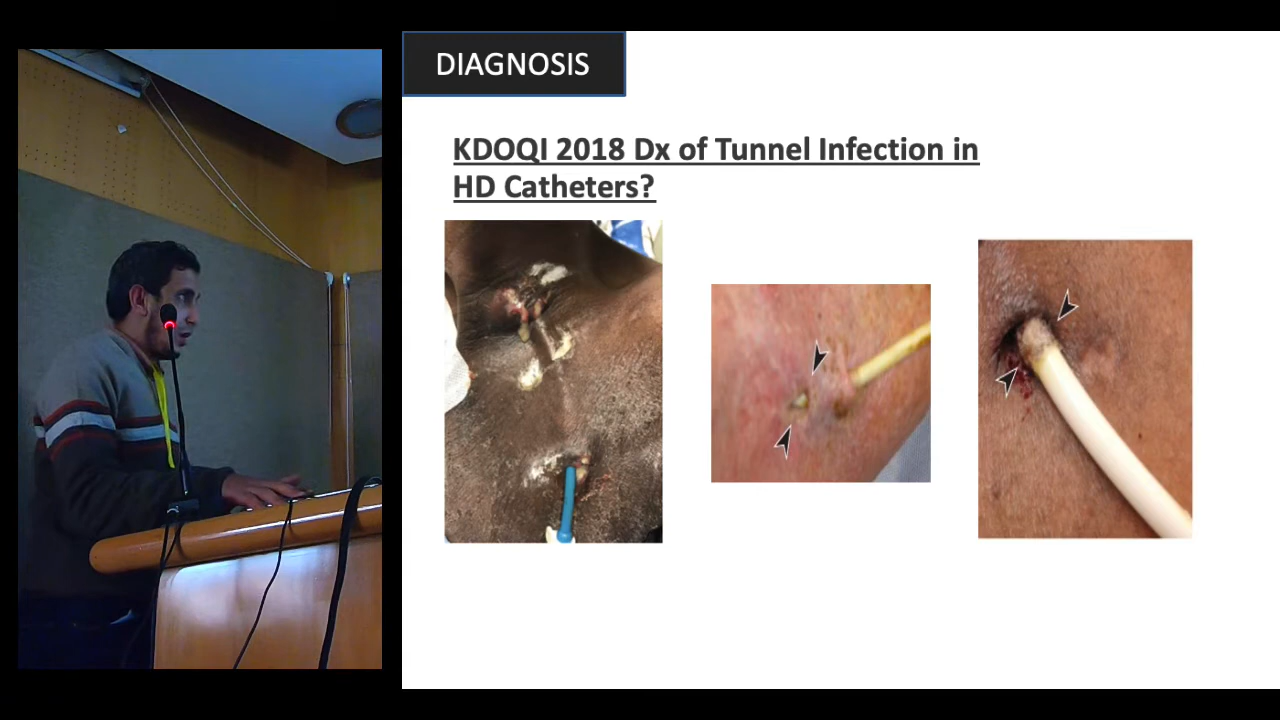 DIAGNOSIS
KDOQI 2018 Dx of Tunnel Infection in
HD Catheters?